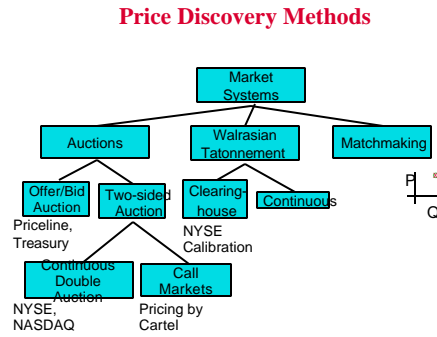 Price Discovery Methods
Market
Systems
Auctions
Walrasian
Tatonnement
Matchmaking
Offer/Bid
Auction
Two-sided
Auction
Clearing-
house
Continuous
P
Q
Priceline,
Treasury
NYSE
Calibration
Continuous
Double
Auction
Call
Markets
NYSE,
NASDAQ
Pricing by
Cartel